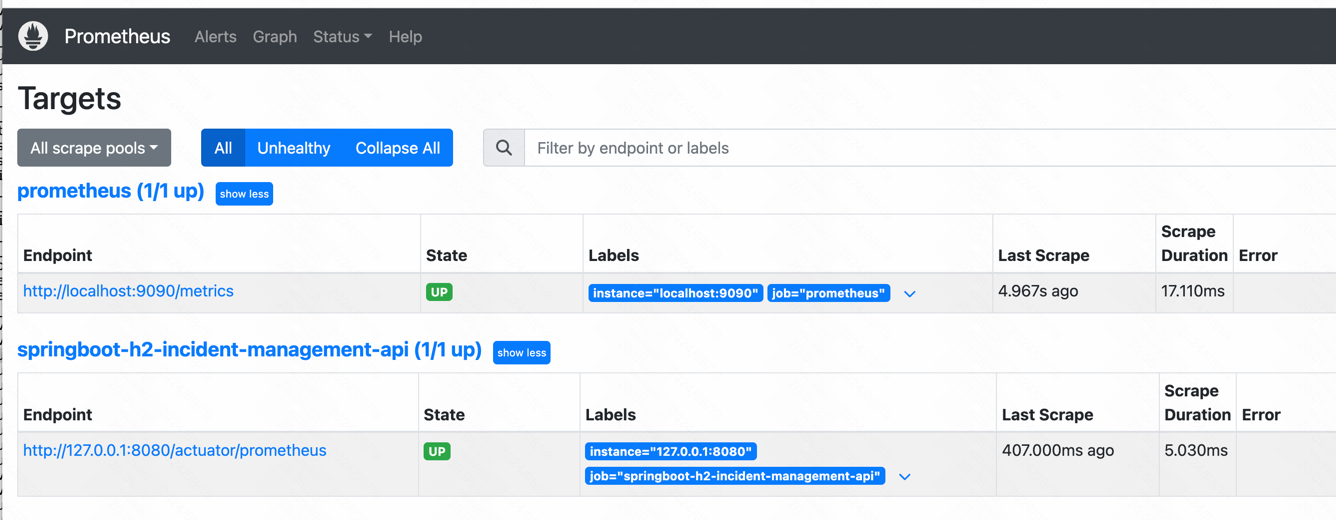 Prometheus Alerts Graph Status Help
Targets
All scrape pools All Unhealthy Collapse All Filter by endpoint or labels
prometheus (1/1 up) show less
Endpoint State Labels Last Scrape Scrape Duration Error
http://localhost:9090/metrics UP instance="localhost:9090" job="prometheus" 4.967s ago 17.110ms
springboot-h2-incident-management-api (1/1 up) show less
Endpoint State Labels Last Scrape Scrape Duration Error
http://127.0.0.1:8080/actuator/prometheus UP instance="127.0.0.1:8080" 407.000ms ago 5.030ms
job="springboot-h2-incident-management-api"